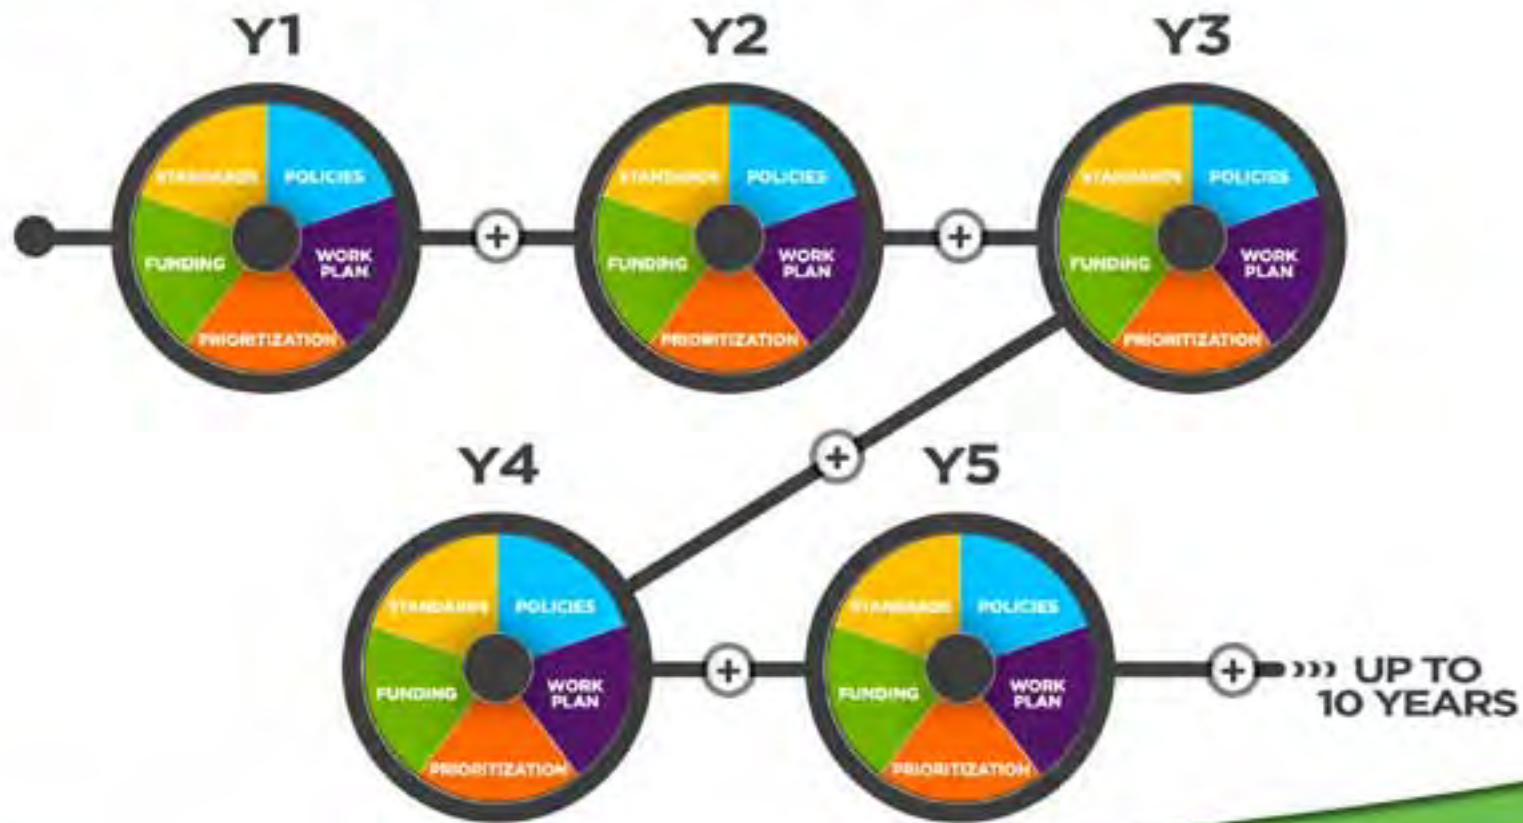 Y1
STANDARDS
POLICIES
FUNDING
WORK
PLAN
PRIORITIZATION
Y2
STANDARDS
POLICIES
FUNDING
WORK
PLAN
PRIORITIZATION
Y3
STANDARDS
POLICIES
FUNDING
WORK
PLAN
PRIORITIZATION
Y4
STANDARDS
POLICIES
FUNDING
WORK
PLAN
PRIORITIZATION
Y5
STANDARDS
POLICIES
FUNDING
WORK
PLAN
PRIORITIZATION
UP TO
10 YEARS